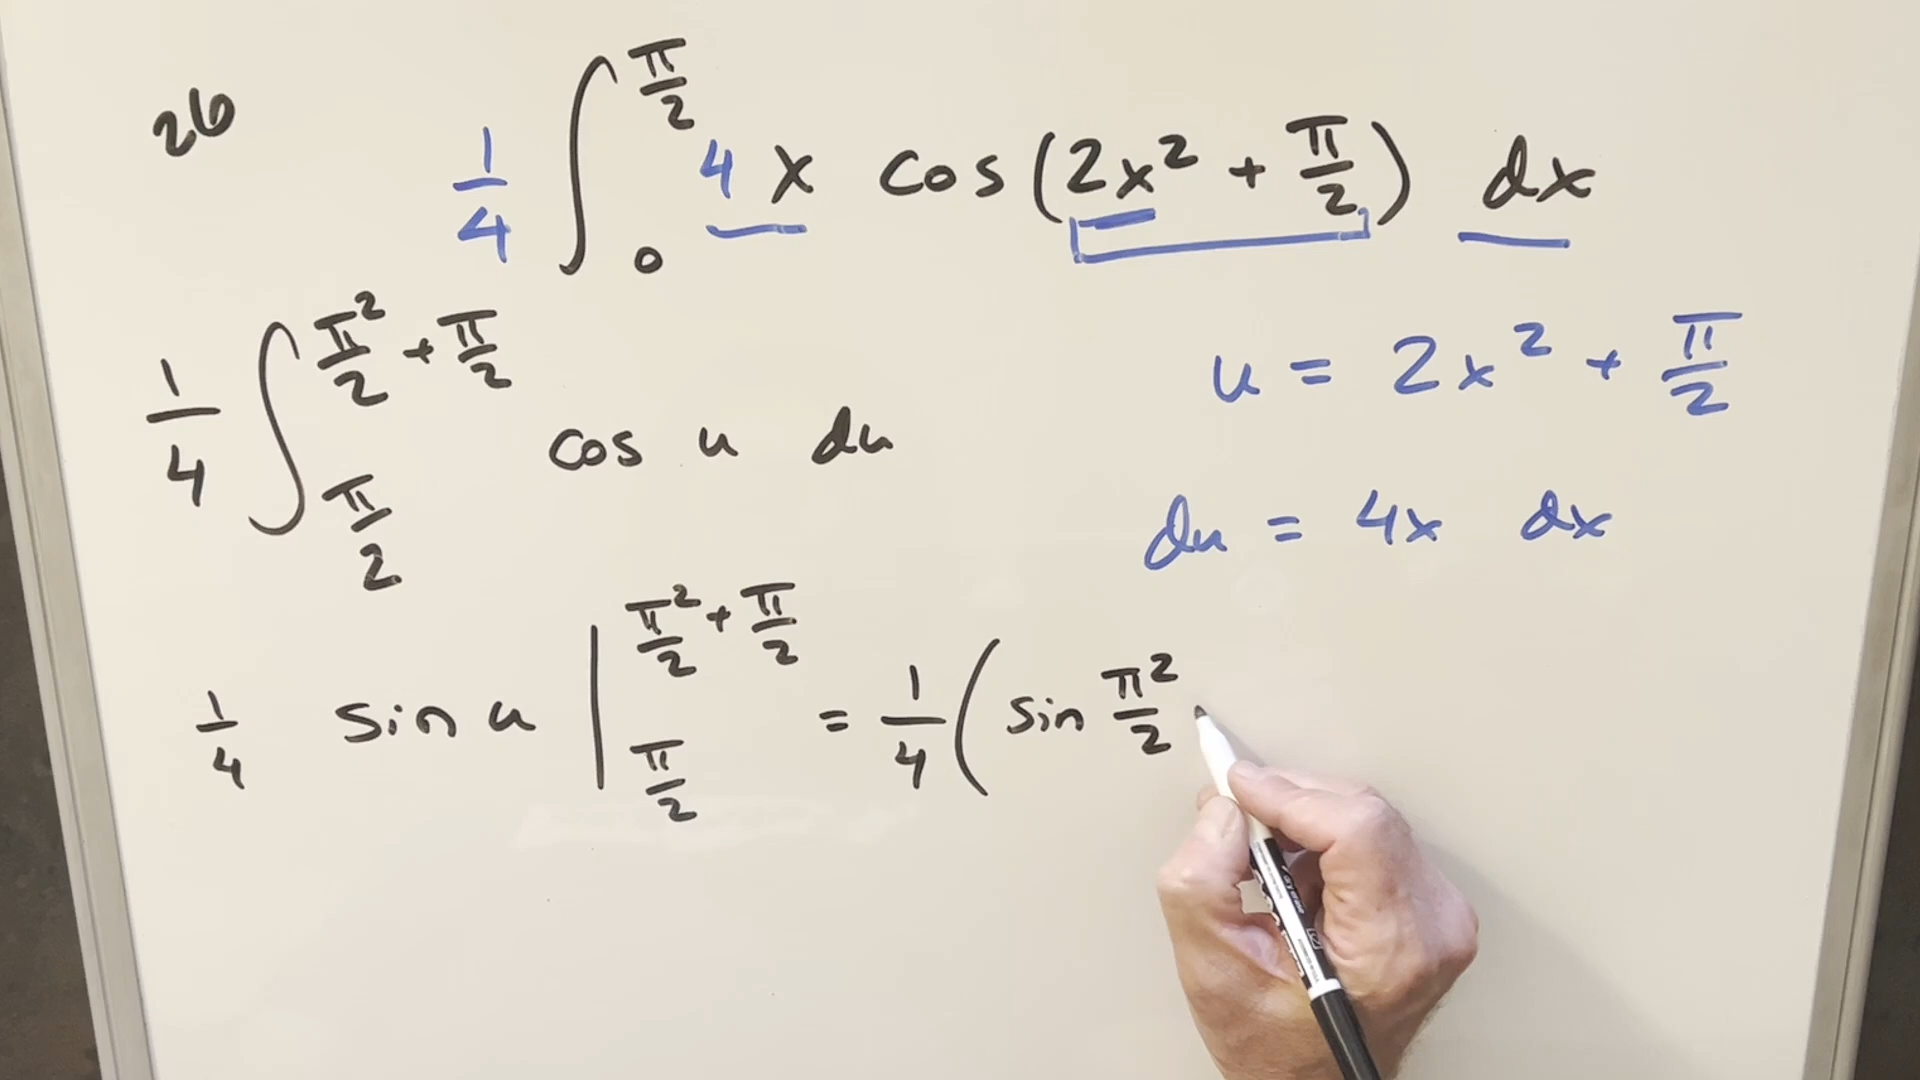 26
1/4 ∫₀^(π/2) 4x cos(2x² + π/2) dx
1/4 ∫_(π/2)^(π²/2 + π/2) cos u du
u = 2x² + π/2
du = 4x dx
1/4 sin u |_(π/2)^(π²/2 + π/2) = 1/4 ( sin π²/2